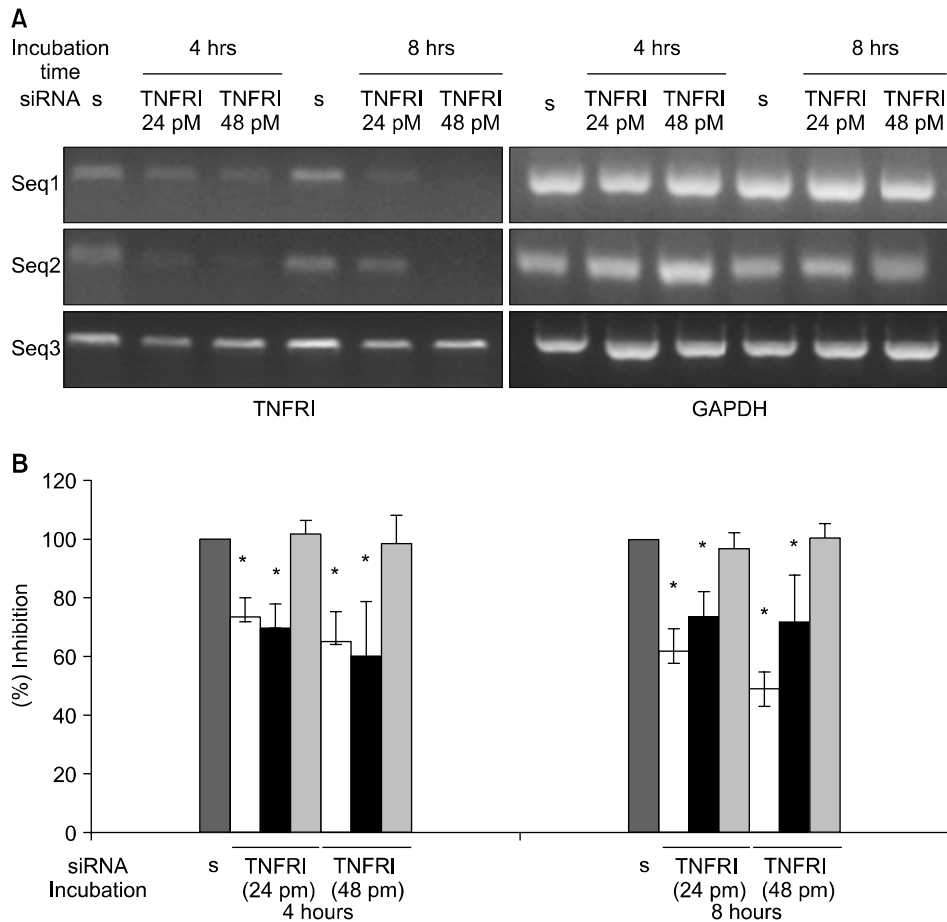 A
Incubation time 4 hrs 8 hrs 4 hrs 8 hrs
siRNA s TNFRI 24 pM TNFRI 48 pM s TNFRI 24 pM TNFRI 48 pM s TNFRI 24 pM TNFRI 48 pM s TNFRI 24 pM TNFRI 48 pM
Seq1
Seq2
Seq3
TNFRI GAPDH
B
120
100
80
60
40
20
0
(%) Inhibition
* * * * * * * *
siRNA s TNFRI TNFRI s TNFRI TNFRI
Incubation (24 pm) (48 pm) (24 pm) (48 pm)
4 hours 8 hours